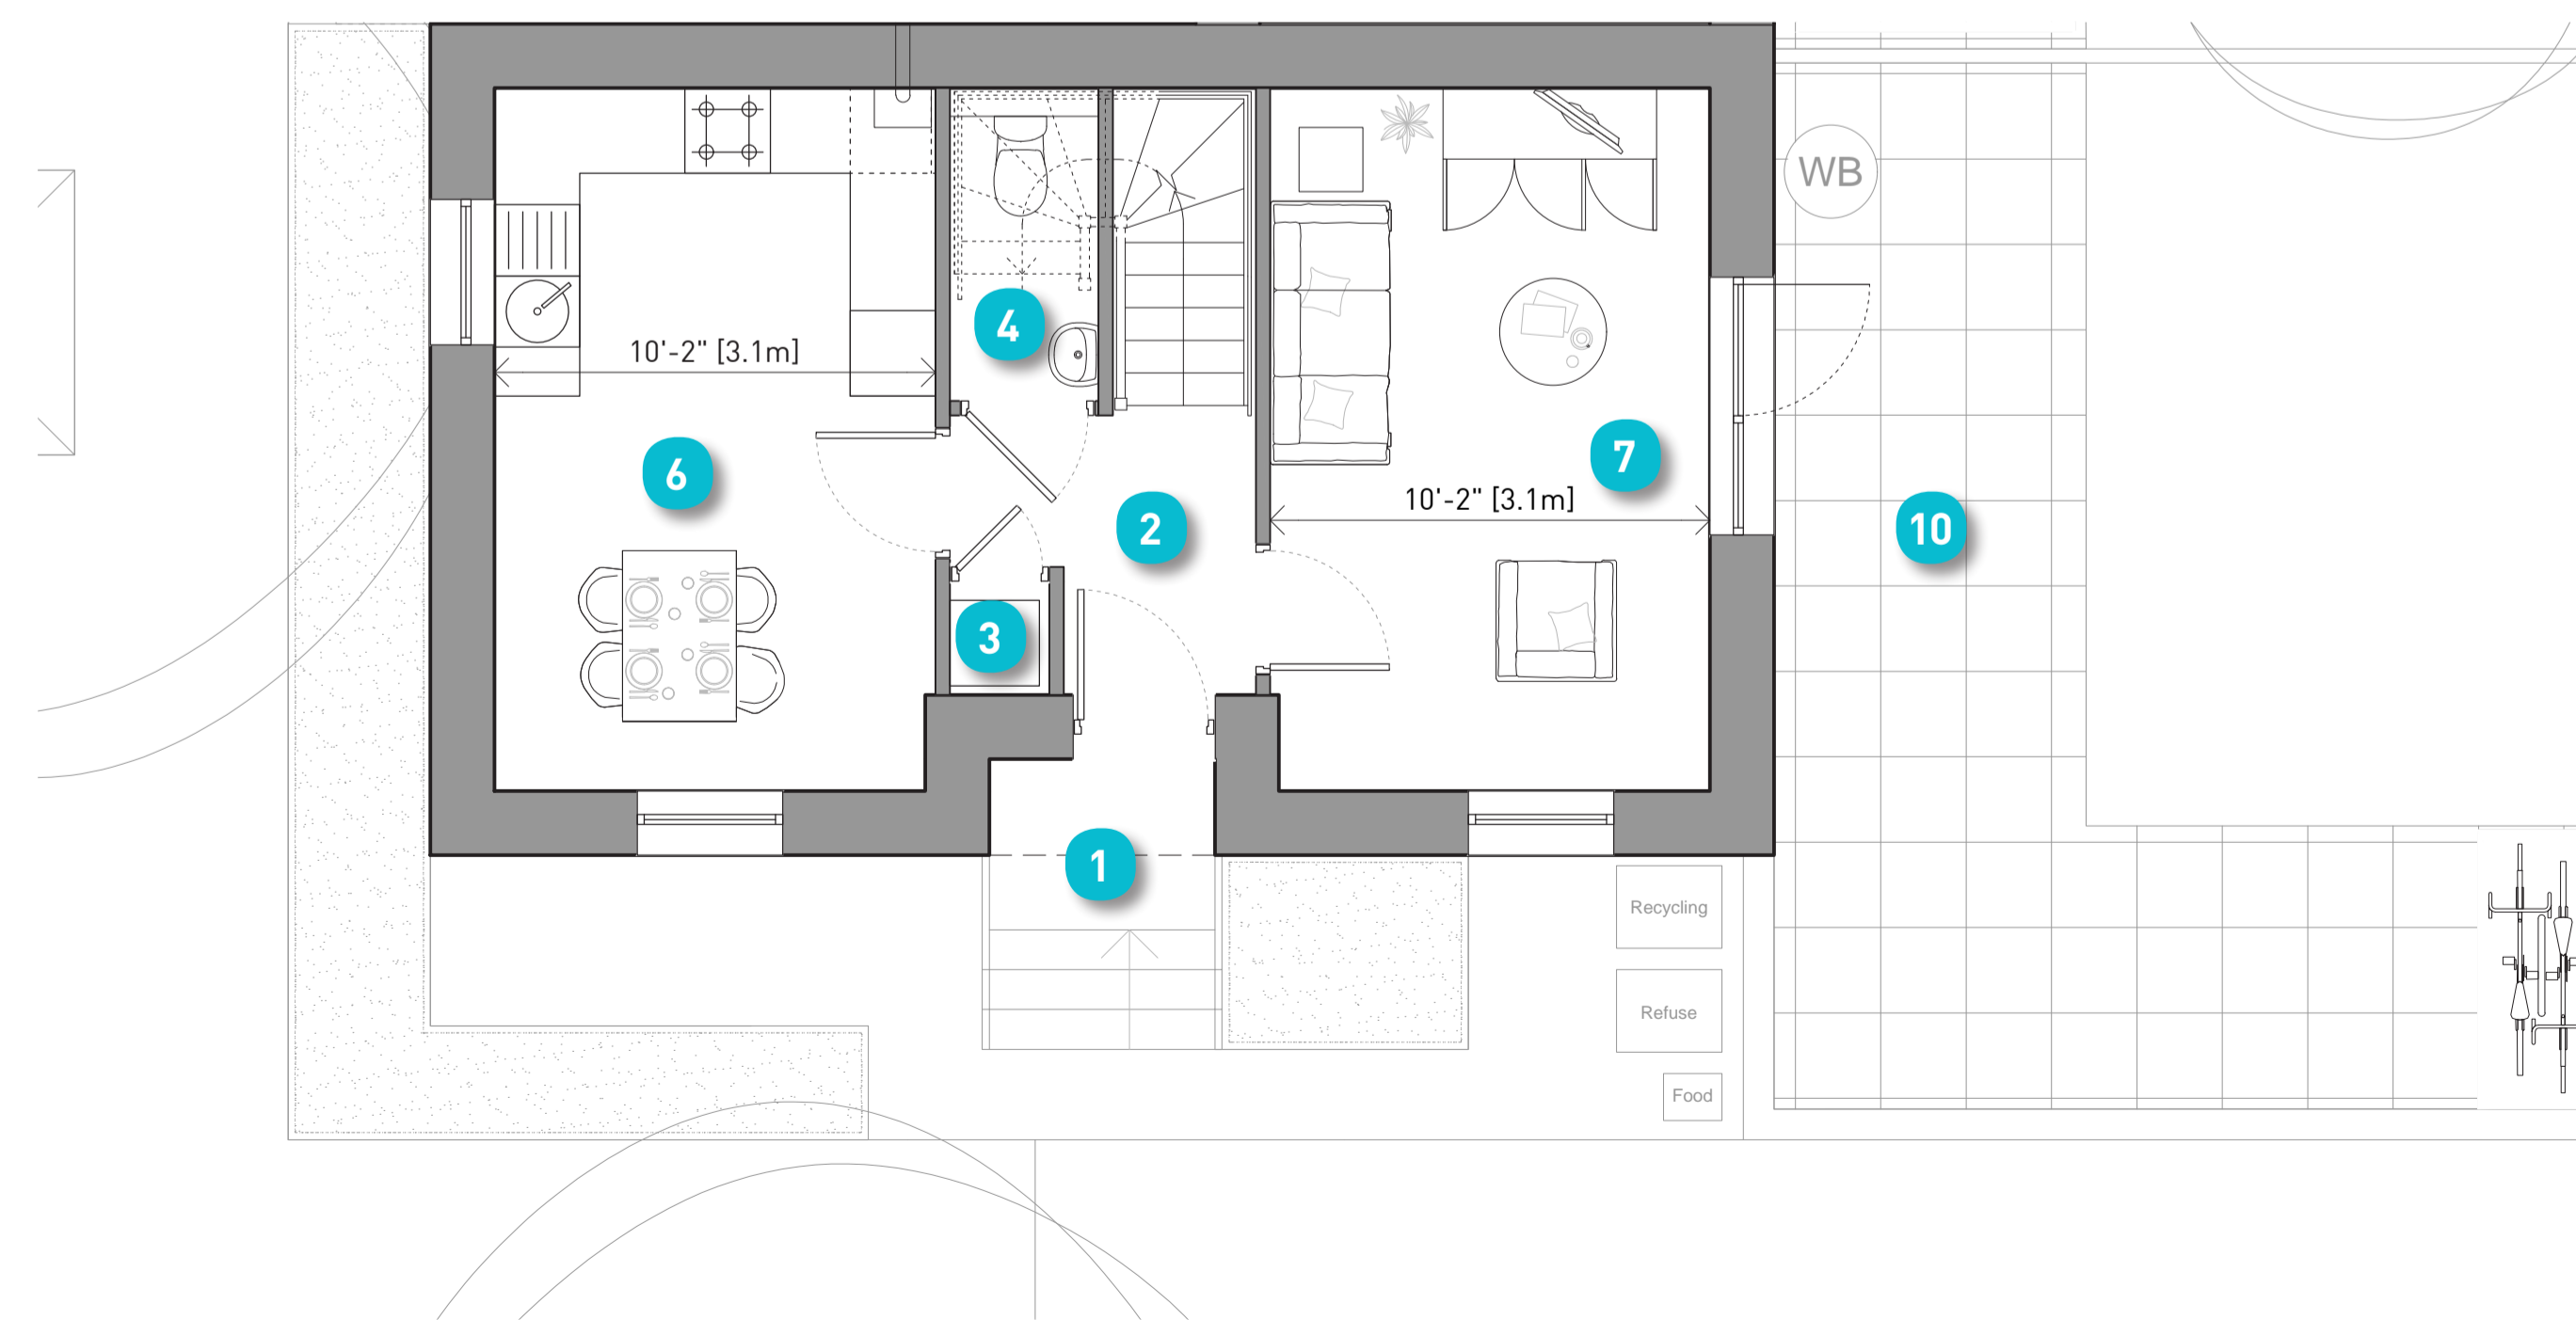 WB
4
10'-2" [3.1m]
6
7
10'-2" [3.1m]
2
10
3
1
Recycling
Refuse
Food